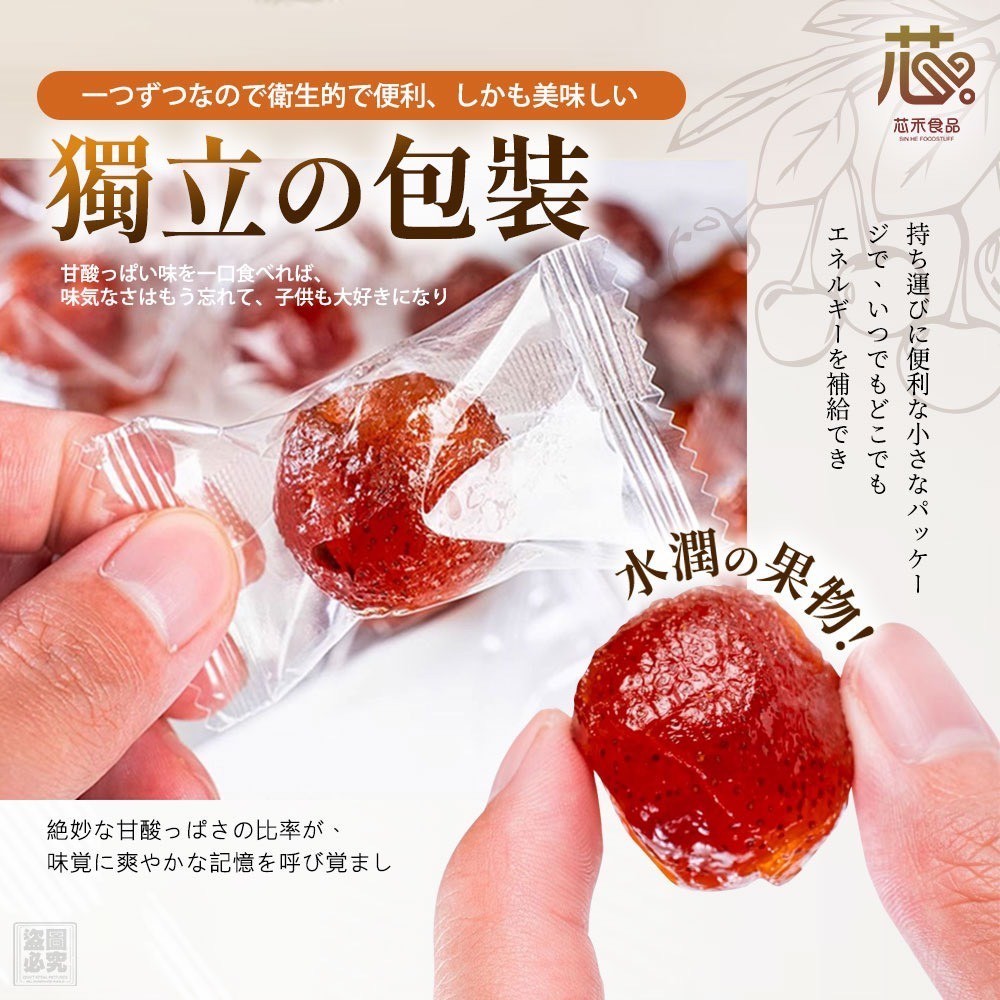 芯禾食品
SIN HE FOODSTUFF
一つずつなので衛生的で便利、しかも美味しい
獨立の包裝
甘酸っぱい味を一口食べれば、
味気なさはもう忘れて、子供も大好きになり
持ち運びに便利な小さなパッケー
ジで、いつでもどこでも
エネルギーを補給でき
水潤の果物!
絶妙な甘酸っぱさの比率が、
味覚に爽やかな記憶を呼び覚まし
盜圖
必究